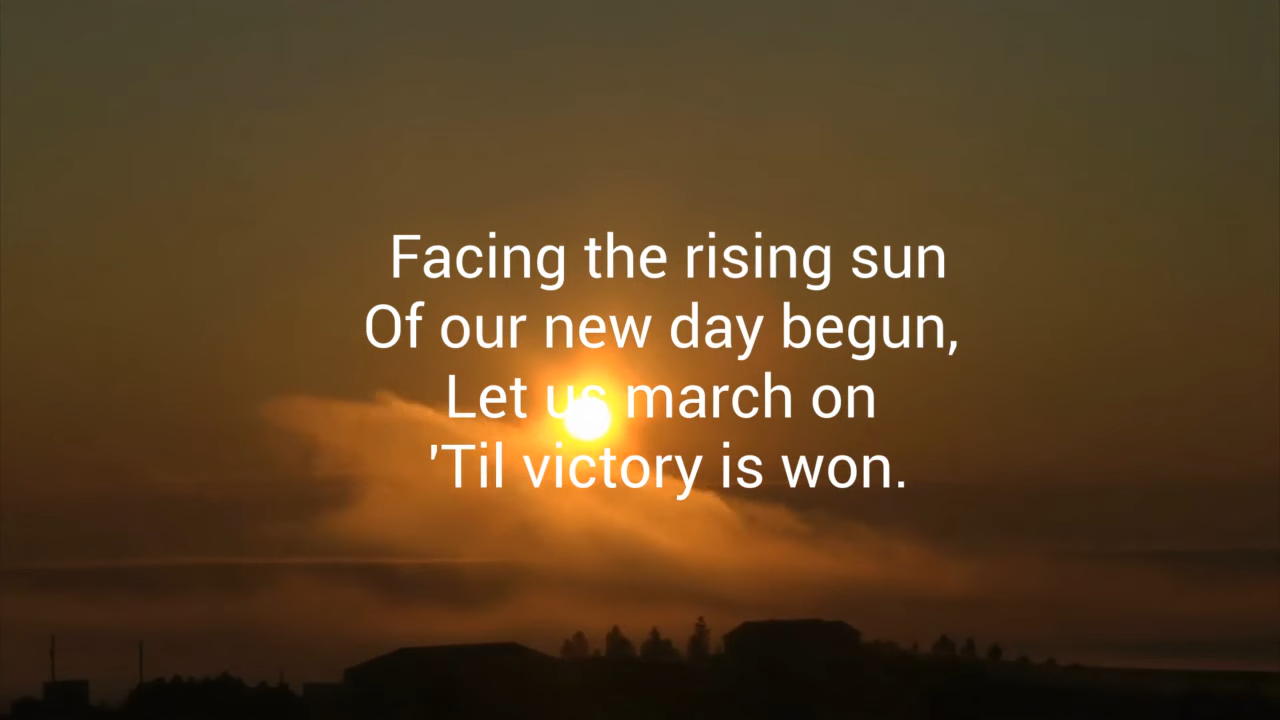 Facing the rising sun
Of our new day begun,
Let us march on
'Til victory is won.